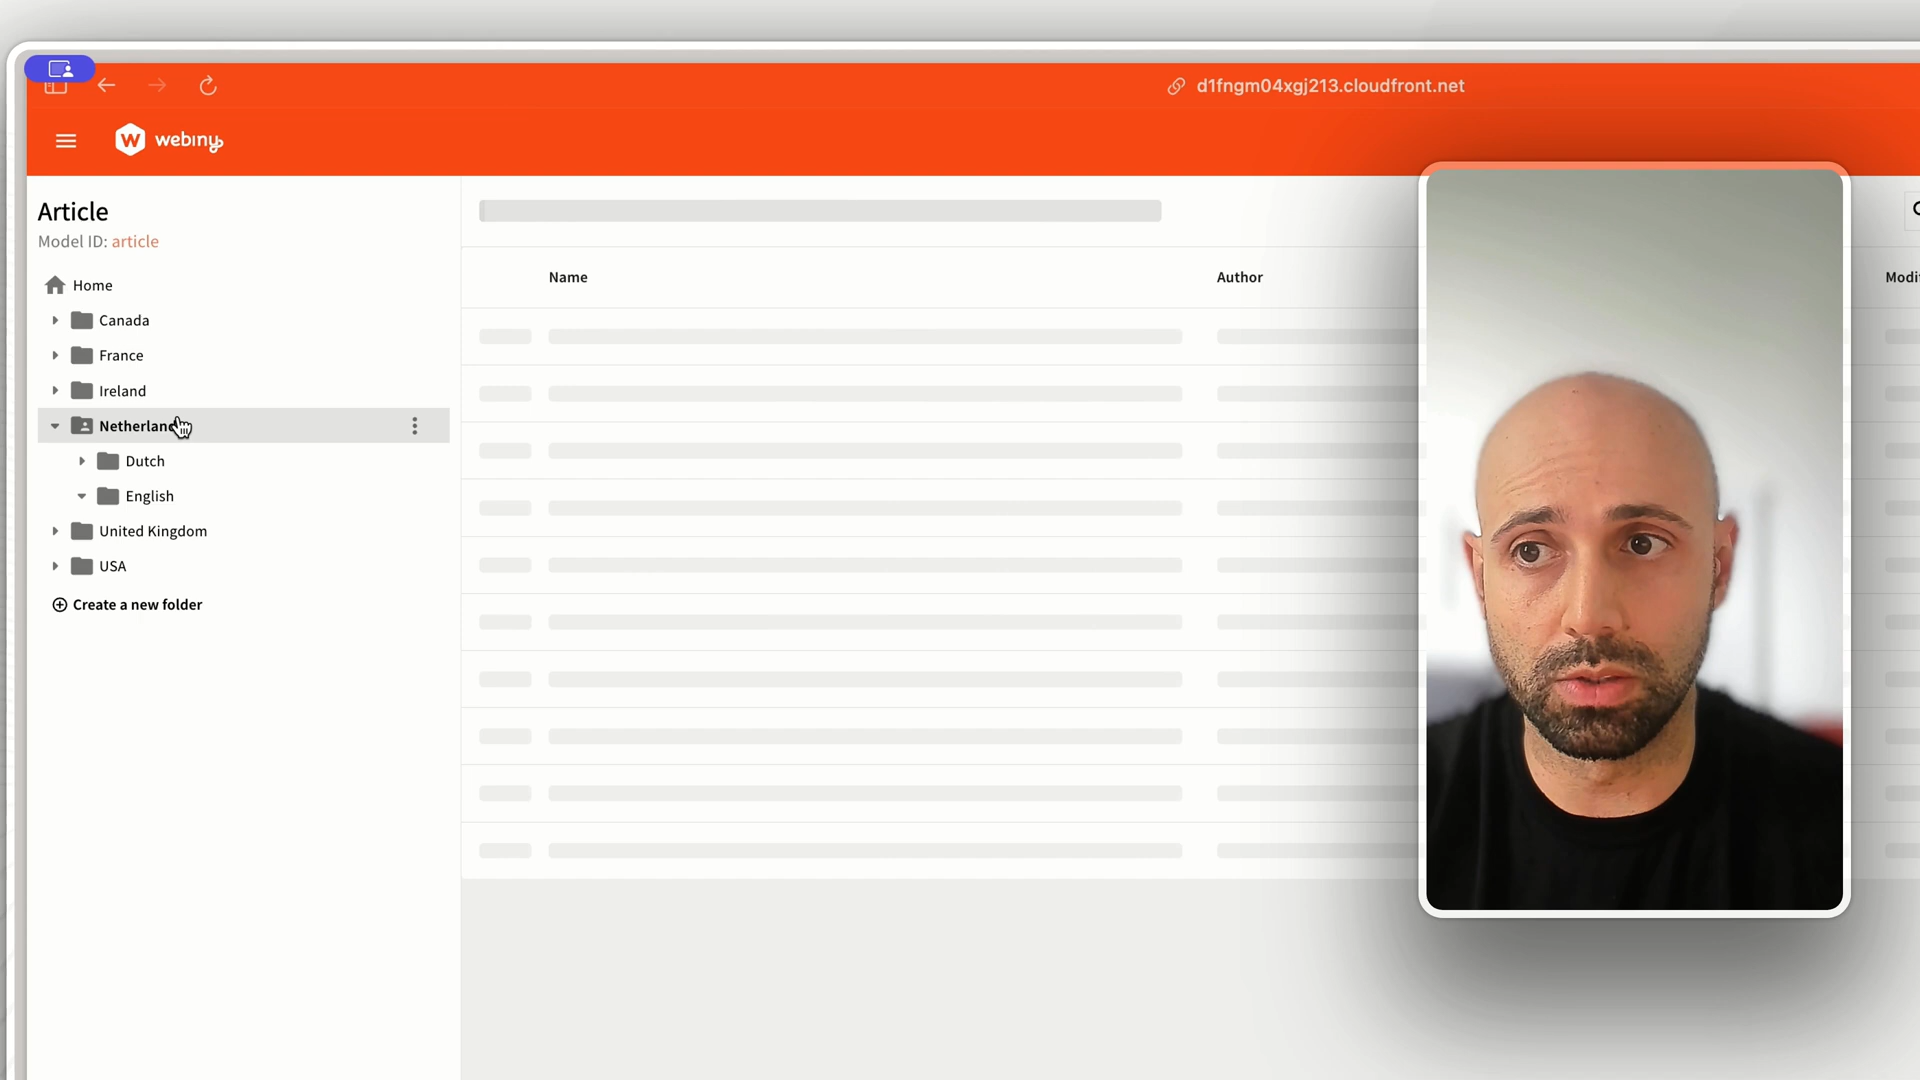 d1fngm04xgj213.cloudfront.net
webiny
Article
Model ID: article
Home
Name
Author
Canada
France
Ireland
Dutch
English
United Kingdom
USA
Create a new folder